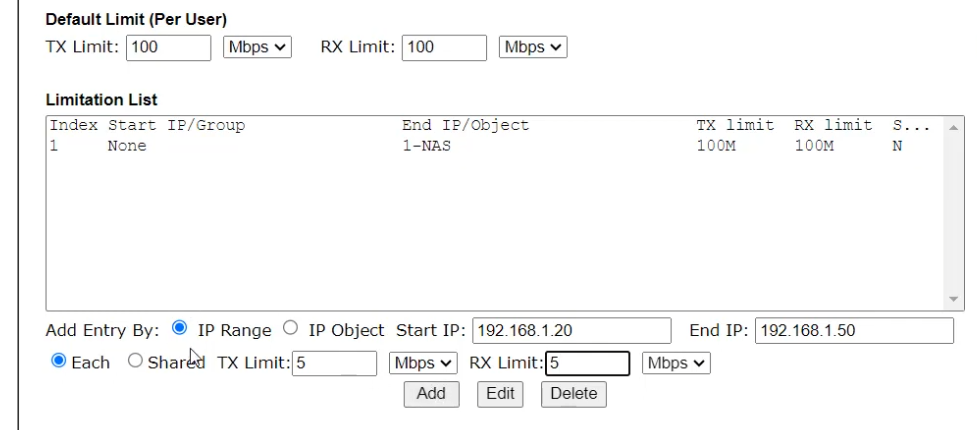 Default Limit (Per User)
TX Limit: 100 Mbps RX Limit: 100 Mbps
Limitation List
Index Start IP/Group End IP/Object TX limit RX limit S...
1 None 1-NAS 100M 100M N
Add Entry By: IP Range IP Object Start IP: 192.168.1.20 End IP: 192.168.1.50
Each Shared TX Limit: 5 Mbps RX Limit: 5 Mbps
Add Edit Delete